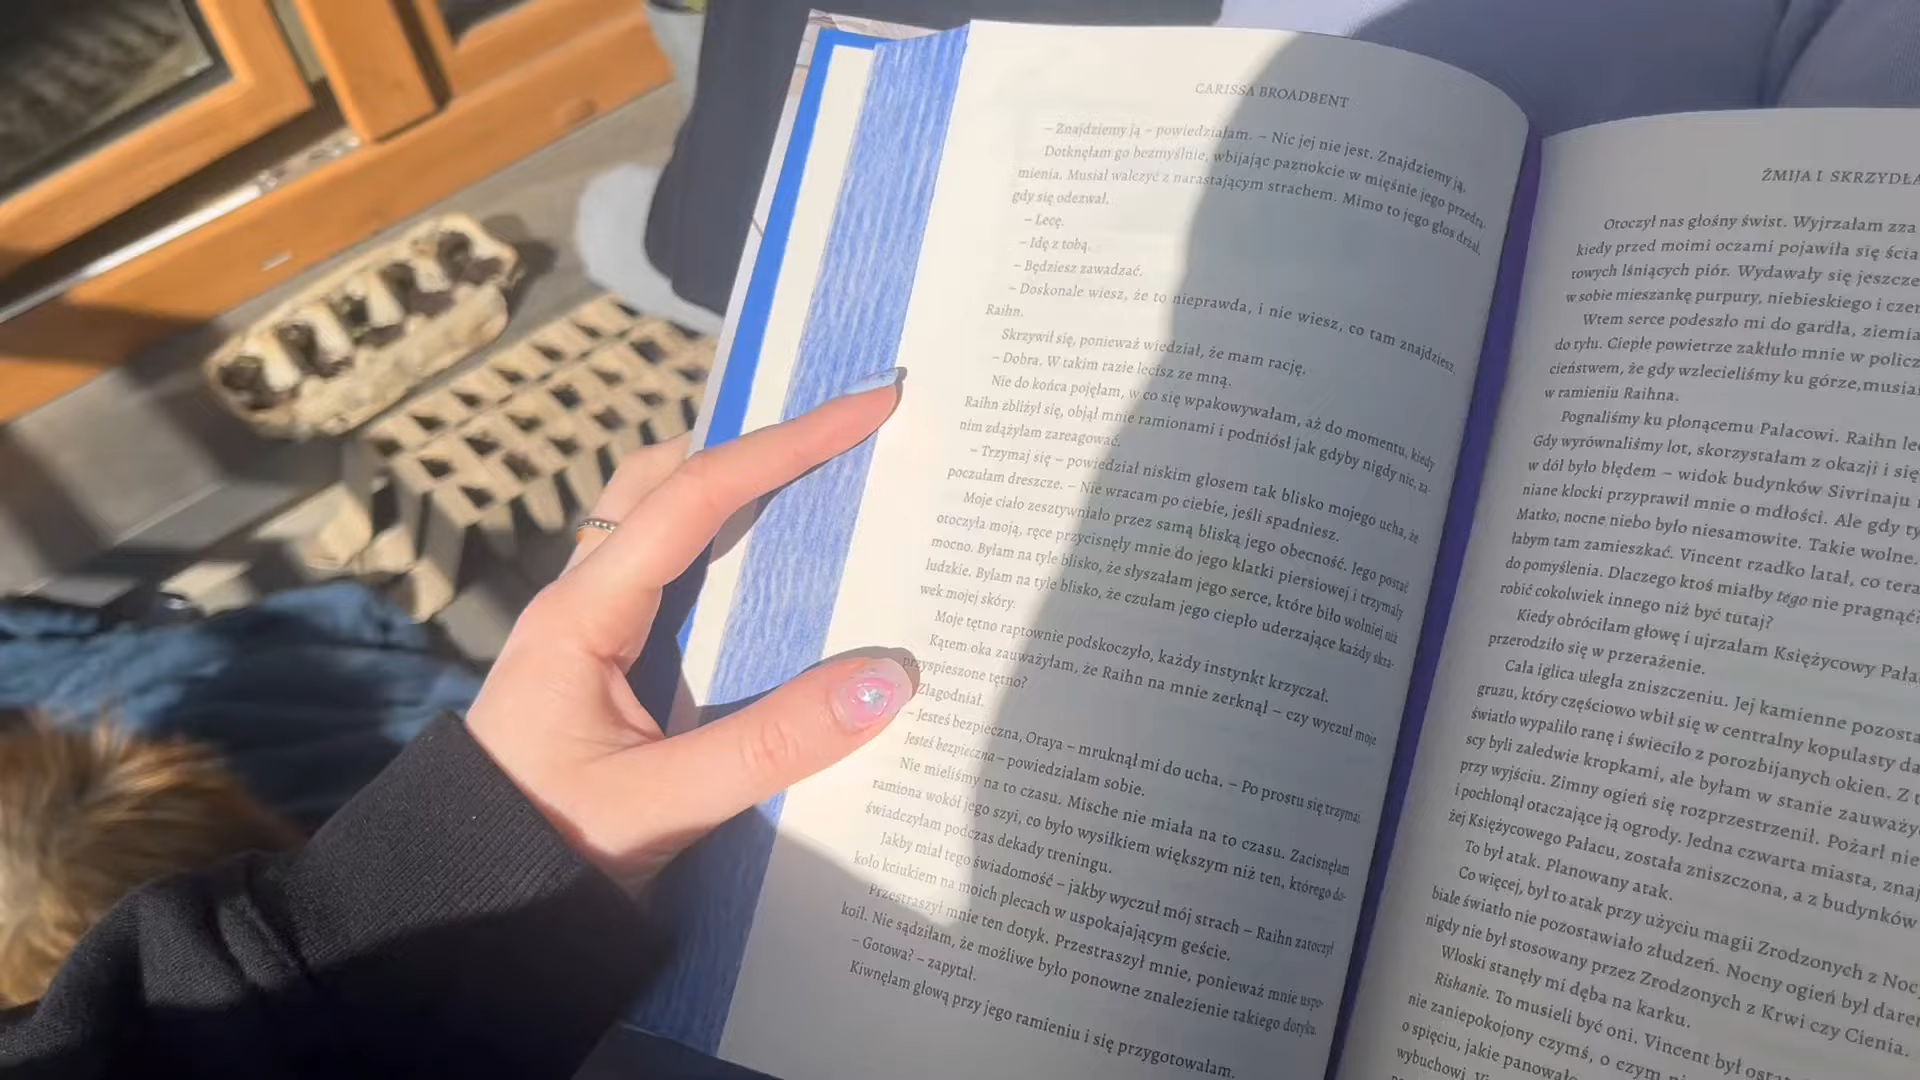 CARISSA BROADBENT
– Znajdziemy ją – powiedziałam. – Nic jej nie jest. Znajdziemy ją.
Dotknęłam go bezmyślnie, wbijając paznokcie w mięśnie jego przedra-
mienia. Musiał walczyć z narastającym strachem. Mimo to jego głos drżał,
gdy się odezwał.
– Lecę.
– Idę z tobą.
– Będziesz zawadzać.
– Doskonale wiesz, że to nieprawda, i nie wiesz, co tam znajdziesz,
Raihn.
Skrzywił się, ponieważ wiedział, że mam rację.
– Dobra. W takim razie lecisz ze mną.
Nie do końca pojęłam, w co się wpakowywałam, aż do momentu, kiedy
Raihn zbliżył się, objął mnie ramionami i podniósł jak gdyby nigdy nic, za-
nim zdążyłam zareagować.
– Trzymaj się – powiedział niskim głosem tak blisko mojego ucha, że
poczułam dreszcze. – Nie wracam po ciebie, jeśli spadniesz.
Moje ciało zesztywniało przez samą bliską jego obecność. Jego postać
otoczyła moją, ręce przycisnęły mnie do jego klatki piersiowej i trzymały
mocno. Byłam na tyle blisko, że słyszałam jego serce, które biło wolniej niż
ludzkie. Byłam na tyle blisko, że czułam jego ciepło uderzające każdy skra-
wek mojej skóry.
Moje tętno raptownie podskoczyło, każdy instynkt krzyczał.
Kątem oka zauważyłam, że Raihn na mnie zerknął – czy wyczuł moje
przyspieszone tętno?
Złagodniał.
– Jesteś bezpieczna, Oraya – mruknął mi do ucha. – Po prostu się trzymaj.
Jesteś bezpieczna – powiedziałam sobie.
Nie mieliśmy na to czasu. Mische nie miała na to czasu. Zacisnęłam
ramiona wokół jego szyi, co było wysiłkiem większym niż ten, którego do-
świadczyłam podczas dekady treningu.
Jakby miał tego świadomość – jakby wyczuł mój strach – Raihn zatoczył
koło kciukiem na moich plecach w uspokajającym geście.
Przestraszył mnie ten dotyk. Przestraszył mnie, ponieważ mnie uspo-
koił. Nie sądziłam, że możliwe było ponowne znalezienie takiego dotyku.
– Gotowa? – zapytał.
Kiwnęłam głową przy jego ramieniu i się przygotowałam.
ŻMIJA I SKRZYDŁA
Otoczył nas głośny świst. Wyjrzałam zza
kiedy przed moimi oczami pojawiła się ścia
towych lśniących piór. Wydawały się jeszcze
w sobie mieszankę purpury, niebieskiego i czer
Wtem serce podeszło mi do gardła, ziemia
do tyłu. Ciepłe powietrze zakłuło mnie w policz
cieństwem, że gdy wzlecieliśmy ku górze, musiał
w ramieniu Raihna.
Pognaliśmy ku płonącemu Pałacowi. Raihn le
Gdy wyrównaliśmy lot, skorzystałam z okazji i się
w dół było błędem – widok budynków Sivrinaju
niane klocki przyprawił mnie o mdłości. Ale gdy ty
Matko, nocne niebo było niesamowite. Takie wolne.
łabym tam zamieszkać. Vincent rzadko latał, co tera
do pomyślenia. Dlaczego ktoś miałby tego nie pragnąć?
robić cokolwiek innego niż być tutaj?
Kiedy obróciłam głowę i ujrzałam Księżycowy Pała
przerodziło się w przerażenie.
Cała iglica uległa zniszczeniu. Jej kamienne pozosta
gruzu, który częściowo wbił się w centralny kopulasty da
światło wypaliło ranę i świeciło z porozbijanych okien. Z t
scy byli zaledwie kropkami, ale byłam w stanie zauważy
przy wyjściu. Zimny ogień się rozprzestrzenił. Pożarł nie
i pochłonął otaczające ją ogrody. Jedna czwarta miasta, znaj
żej Księżycowego Pałacu, została zniszczona, a z budynków
To był atak. Planowany atak.
Co więcej, był to atak przy użyciu magii Zrodzonych z Nocy
białe światło nie pozostawiało złudzeń. Nocny ogień był darem
nigdy nie był stosowany przez Zrodzonych z Krwi czy Cienia.
Włoski stanęły mi dęba na karku.
Rishanie. To musieli być oni. Vincent był osta
nie zaniepokojony czymś, o czym ni
o spięciu, jakie panowało
wybuchowi.